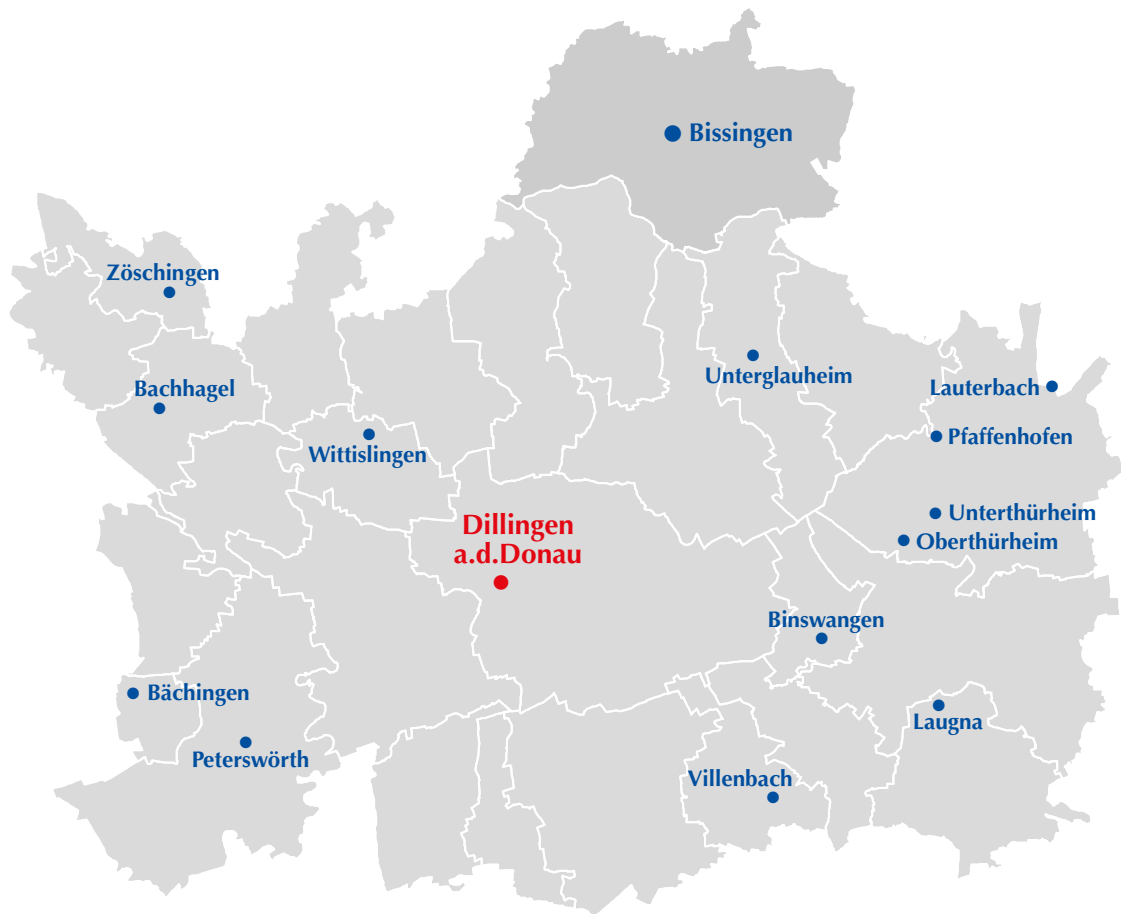 Bissingen
Zöschingen
Unterglauheim
Bachhagel
Lauterbach
Pfaffenhofen
Wittislingen
Unterthürheim
Dillingen
a.d.Donau
Oberthürheim
Binswangen
Bächingen
Laugna
Peterswörth
Villenbach